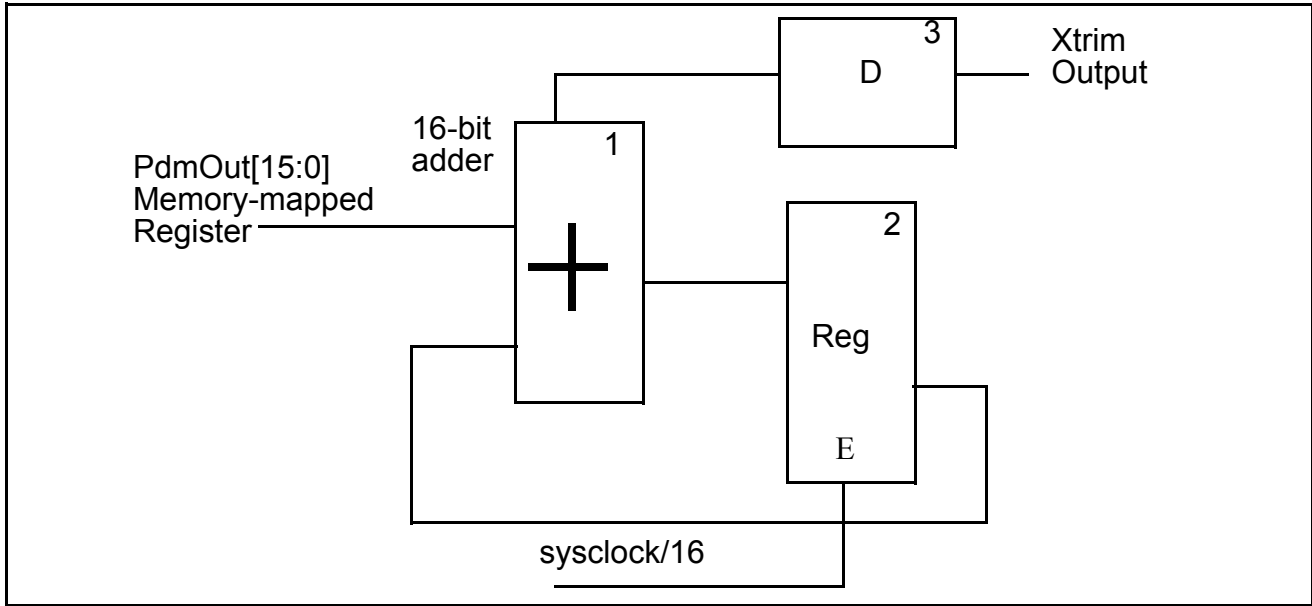 3
Xtrim
Output
D
16-bit
adder
1
PdmOut[15:0]
Memory-mapped
Register
+
2
Reg
E
sysclock/16